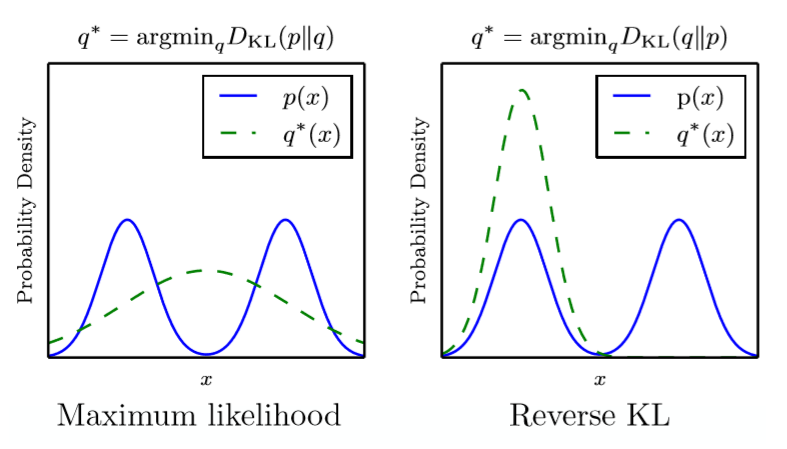 q* = argmin_q D_KL(p‖q)
p(x)
q*(x)
Probability Density
x
Maximum likelihood
q* = argmin_q D_KL(q‖p)
p(x)
q*(x)
Probability Density
x
Reverse KL